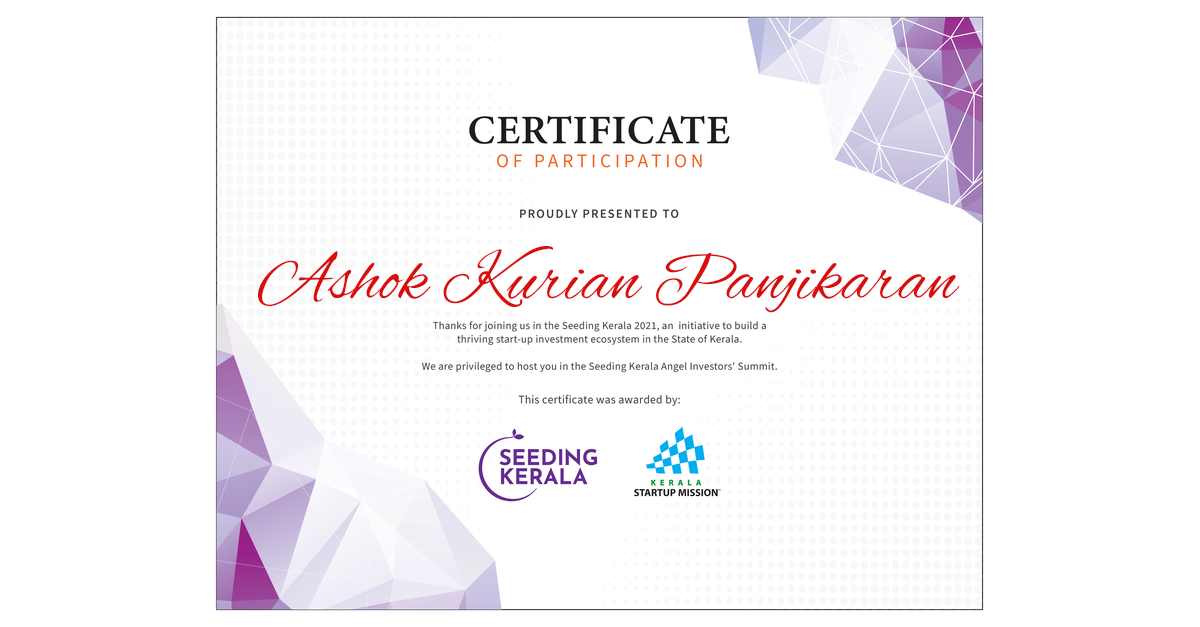 CERTIFICATE
OF PARTICIPATION
PROUDLY PRESENTED TO
Ashok Kurian Panjikaran
Thanks for joining us in the Seeding Kerala 2021, an initiative to build a
thriving start-up investment ecosystem in the State of Kerala.
We are privileged to host you in the Seeding Kerala Angel Investors' Summit.
This certificate was awarded by:
SEEDING
KERALA
KERALA
STARTUP MISSION